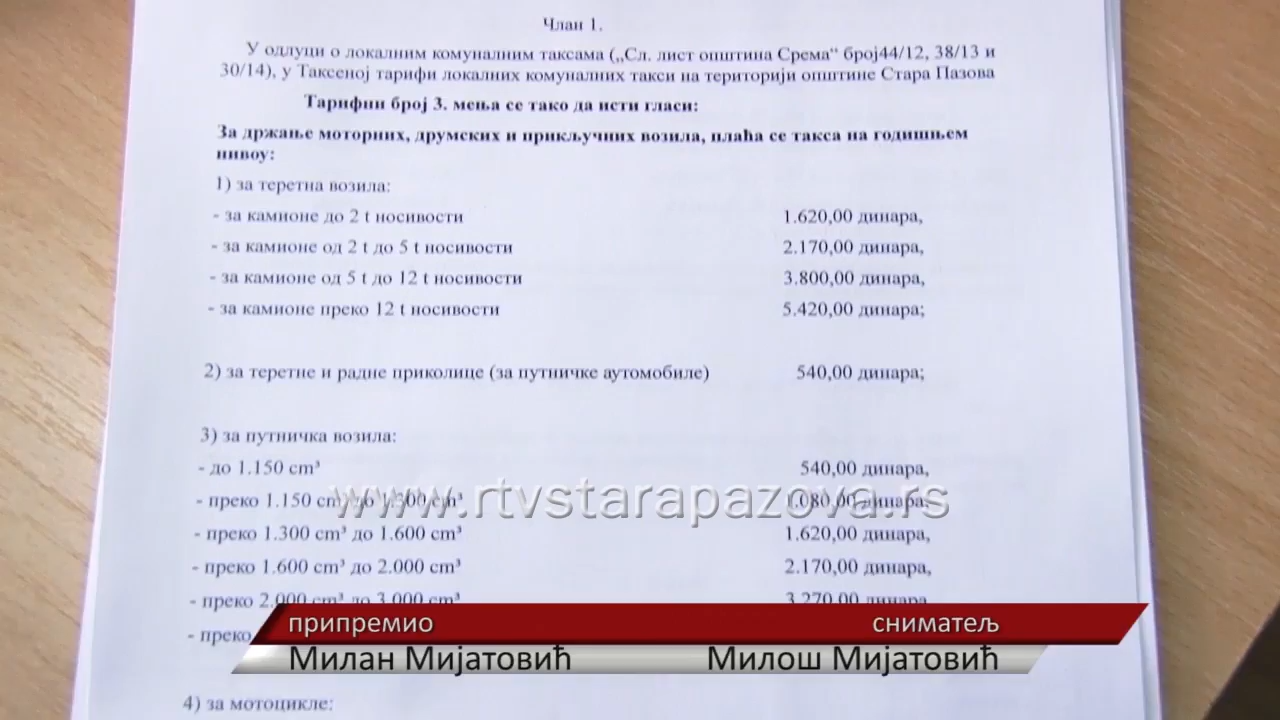 Члан 1.
У одлуци о локалним комуналним таксама („Сл. лист општина Срема“ број44/12, 38/13 и
30/14), у Таксеној тарифи локалних комуналних такси на територији општине Стара Пазова
Тарифни број 3. мења се тако да исти гласи:
За држање моторних, друмских и прикључних возила, плаћа се такса на годишњем
нивоу:
1) за теретна возила:
- за камионе до 2 t носивости 1.620,00 динара,
- за камионе од 2 t до 5 t носивости 2.170,00 динара,
- за камионе од 5 t до 12 t носивости 3.800,00 динара,
- за камионе преко 12 t носивости 5.420,00 динара;
2) за теретне и радне приколице (за путничке аутомобиле) 540,00 динара;
3) за путничка возила:
- до 1.150 cm³ 540,00 динара,
- преко 1.150 cm³ до 1.300 cm³ 1.080,00 динара,
www.rtvstarapazova.rs
- преко 1.300 cm³ до 1.600 cm³ 1.620,00 динара,
- преко 1.600 cm³ до 2.000 cm³ 2.170,00 динара,
- преко 2.000 cm³ до 3.000 cm³ 3.270,00 динара,
- преко
припремио сниматељ
Милан Мијатовић Милош Мијатовић
4) за мотоцикле: